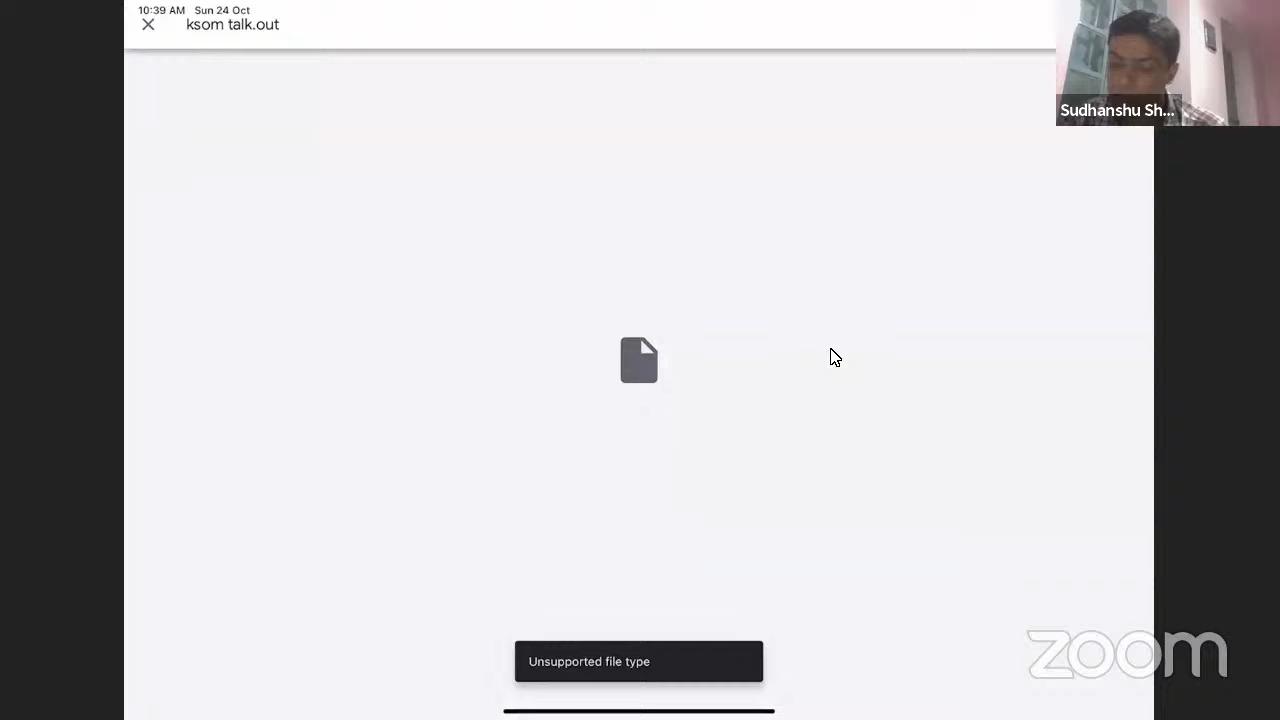 10:39 AM Sun 24 Oct
ksom talk.out
Sudhanshu Sh...
Unsupported file type
zoom